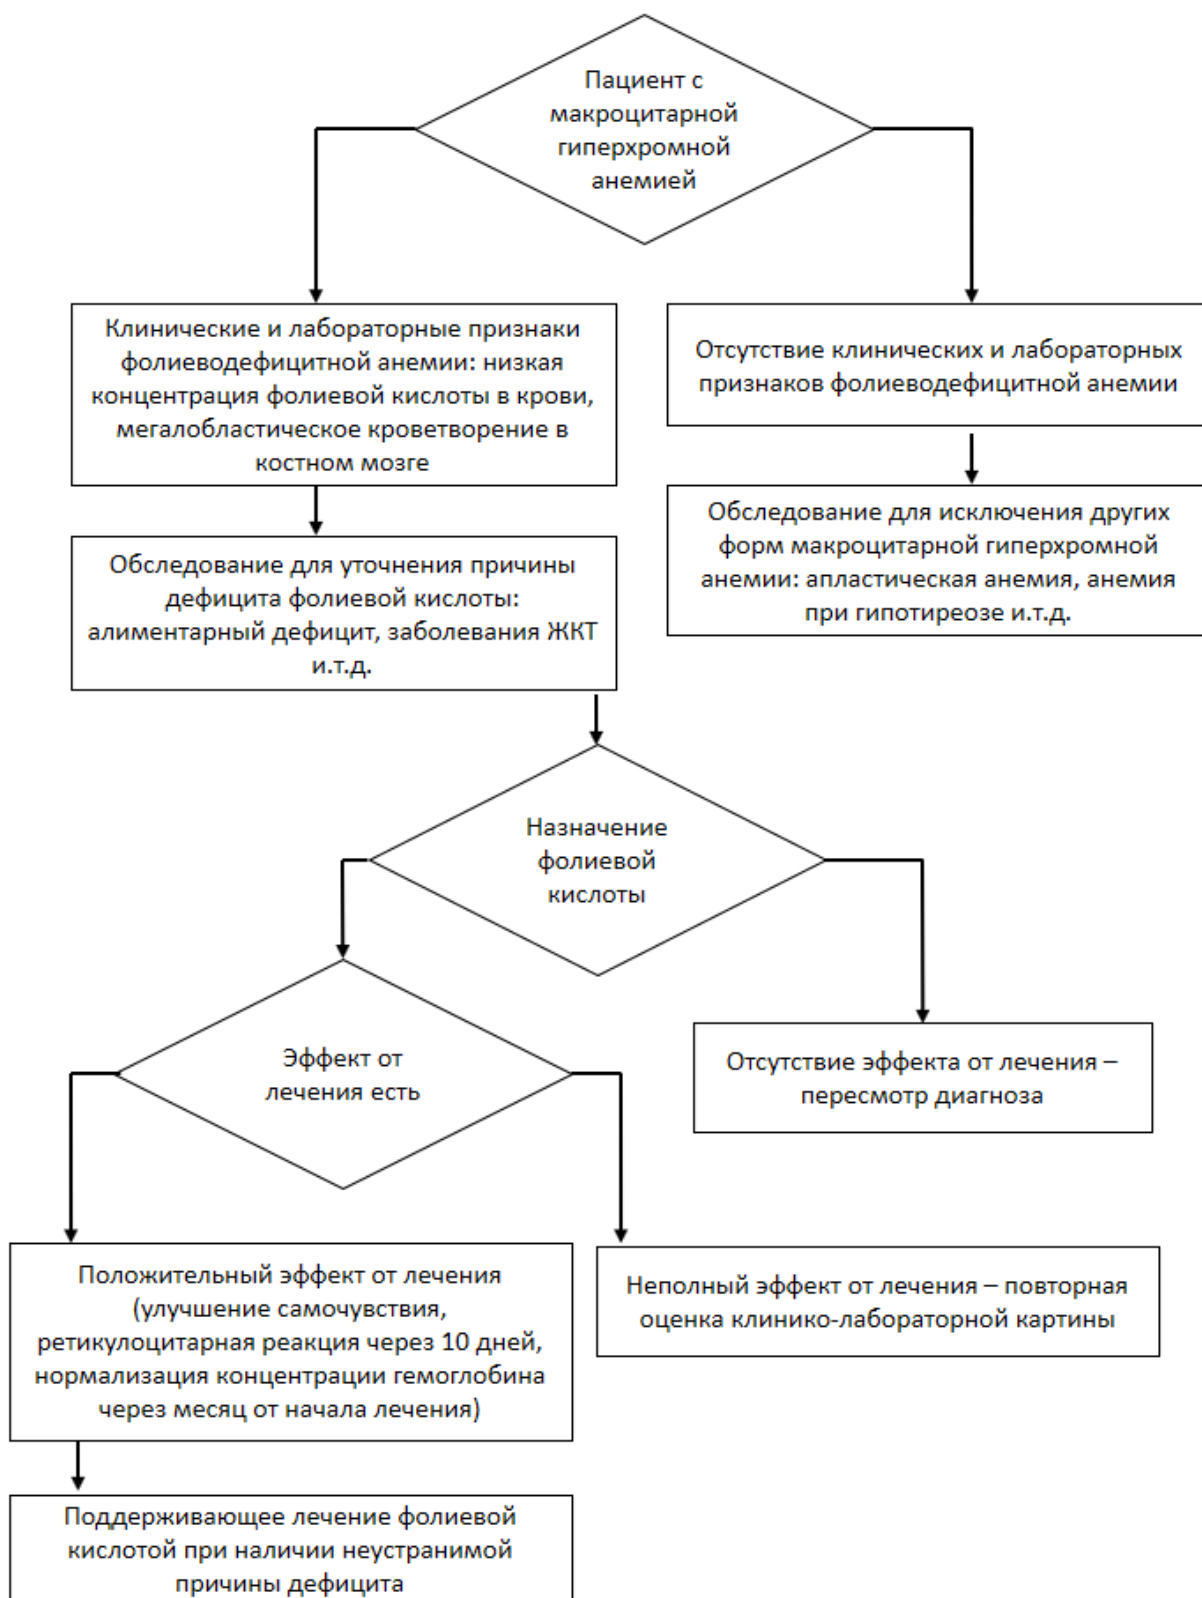 Пациент с
макроцитарной
гиперхромной
анемией
Клинические и лабораторные признаки
фолиеводефицитной анемии: низкая
концентрация фолиевой кислоты в крови,
мегалобластическое кроветворение в
костном мозге
Отсутствие клинических и лабораторных
признаков фолиеводефицитной анемии
Обследование для уточнения причины
дефицита фолиевой кислоты:
алиментарный дефицит, заболевания ЖКТ
и.т.д.
Обследование для исключения других
форм макроцитарной гиперхромной
анемии: апластическая анемия, анемия
при гипотиреозе и.т.д.
Назначение
фолиевой
кислоты
Эффект от
лечения есть
Отсутствие эффекта от лечения –
пересмотр диагноза
Положительный эффект от лечения
(улучшение самочувствия,
ретикулоцитарная реакция через 10 дней,
нормализация концентрации гемоглобина
через месяц от начала лечения)
Неполный эффект от лечения – повторная
оценка клинико-лабораторной картины
Поддерживающее лечение фолиевой
кислотой при наличии неустранимой
причины дефицита